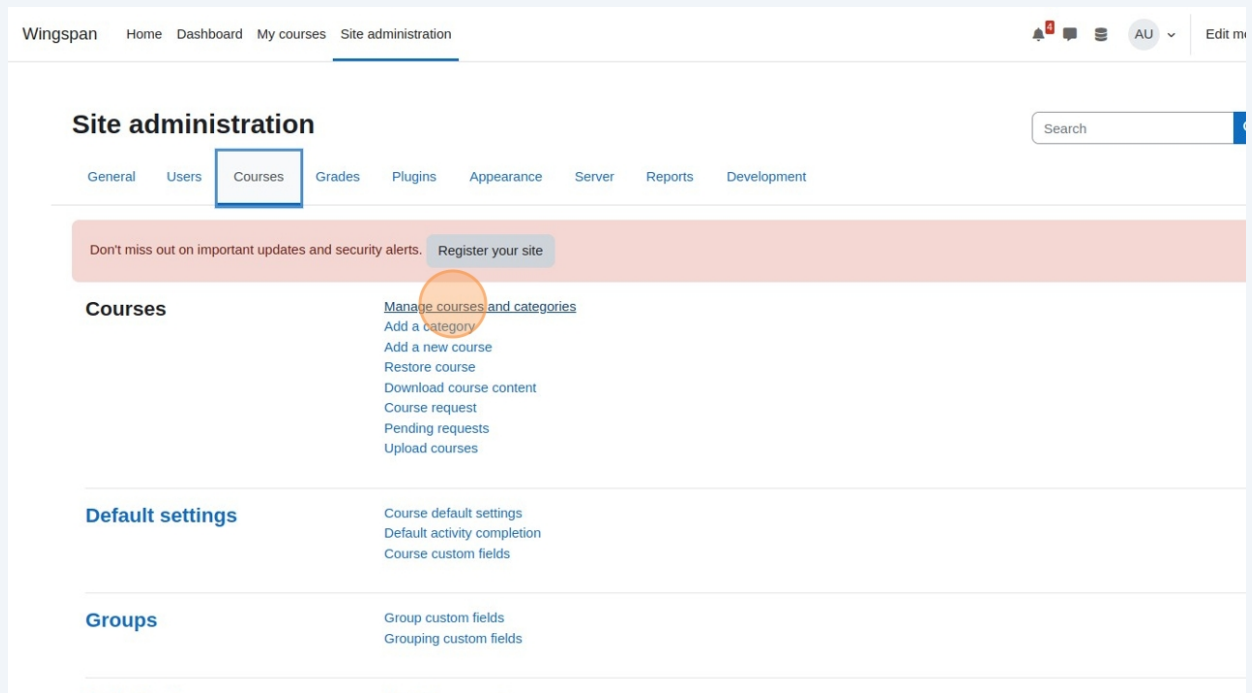 Wingspan Home Dashboard My courses Site administration 4 AU Edit
Site administration
Search
General Users Courses Grades Plugins Appearance Server Reports Development
Don't miss out on important updates and security alerts. Register your site
Courses
Manage courses and categories
Add a category
Add a new course
Restore course
Download course content
Course request
Pending requests
Upload courses
Default settings
Course default settings
Default activity completion
Course custom fields
Groups
Group custom fields
Grouping custom fields